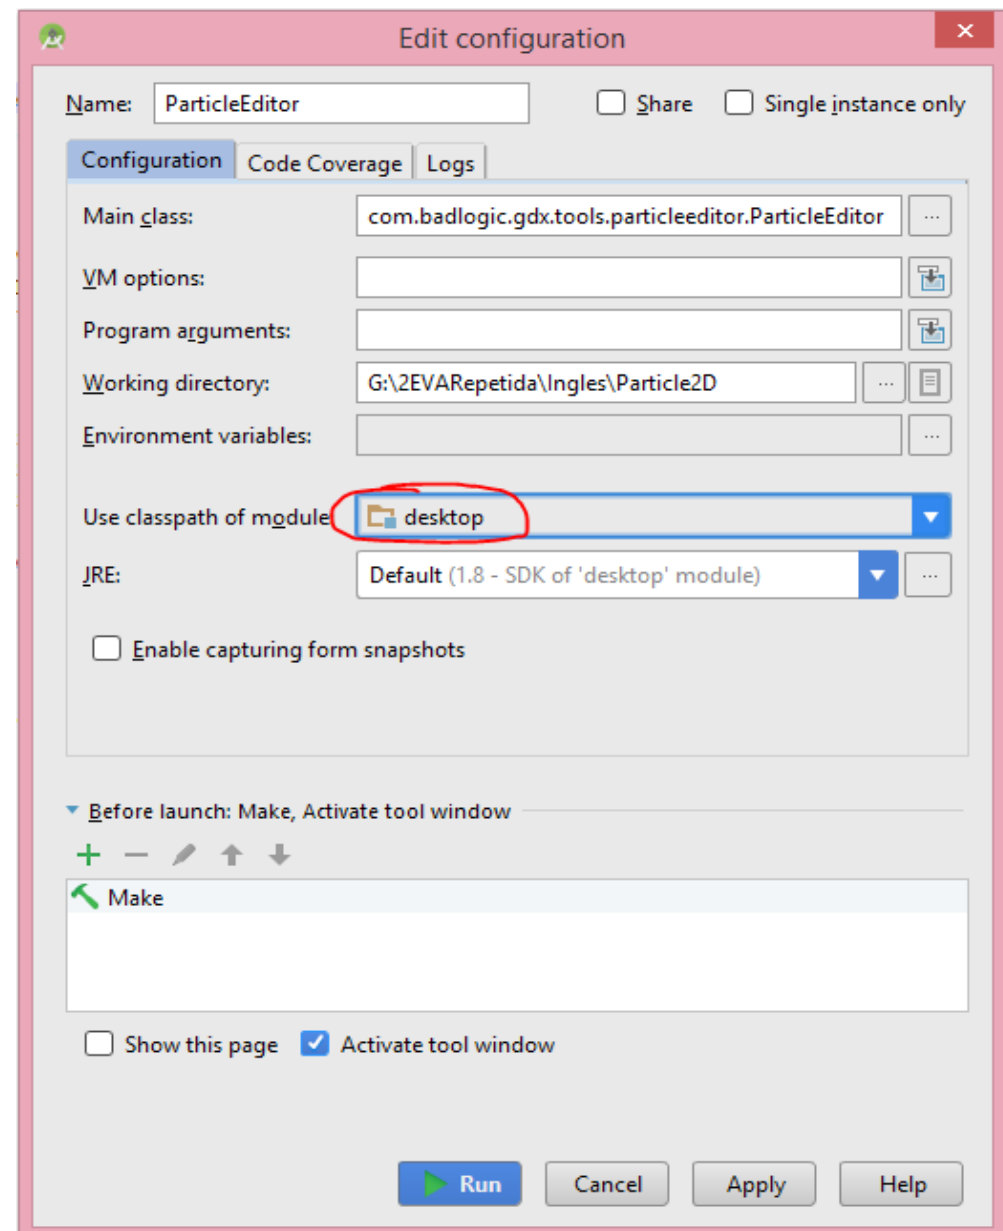 Edit configuration
Name: ParticleEditor Share Single instance only
Configuration Code Coverage Logs
Main class: com.badlogic.gdx.tools.particleeditor.ParticleEditor ...
VM options:
Program arguments:
Working directory: G:\2EVARepetida\Ingles\Particle2D ...
Environment variables: ...
Use classpath of module desktop
JRE: Default (1.8 - SDK of 'desktop' module) ...
Enable capturing form snapshots
Before launch: Make, Activate tool window
Make
Show this page Activate tool window
Run Cancel Apply Help